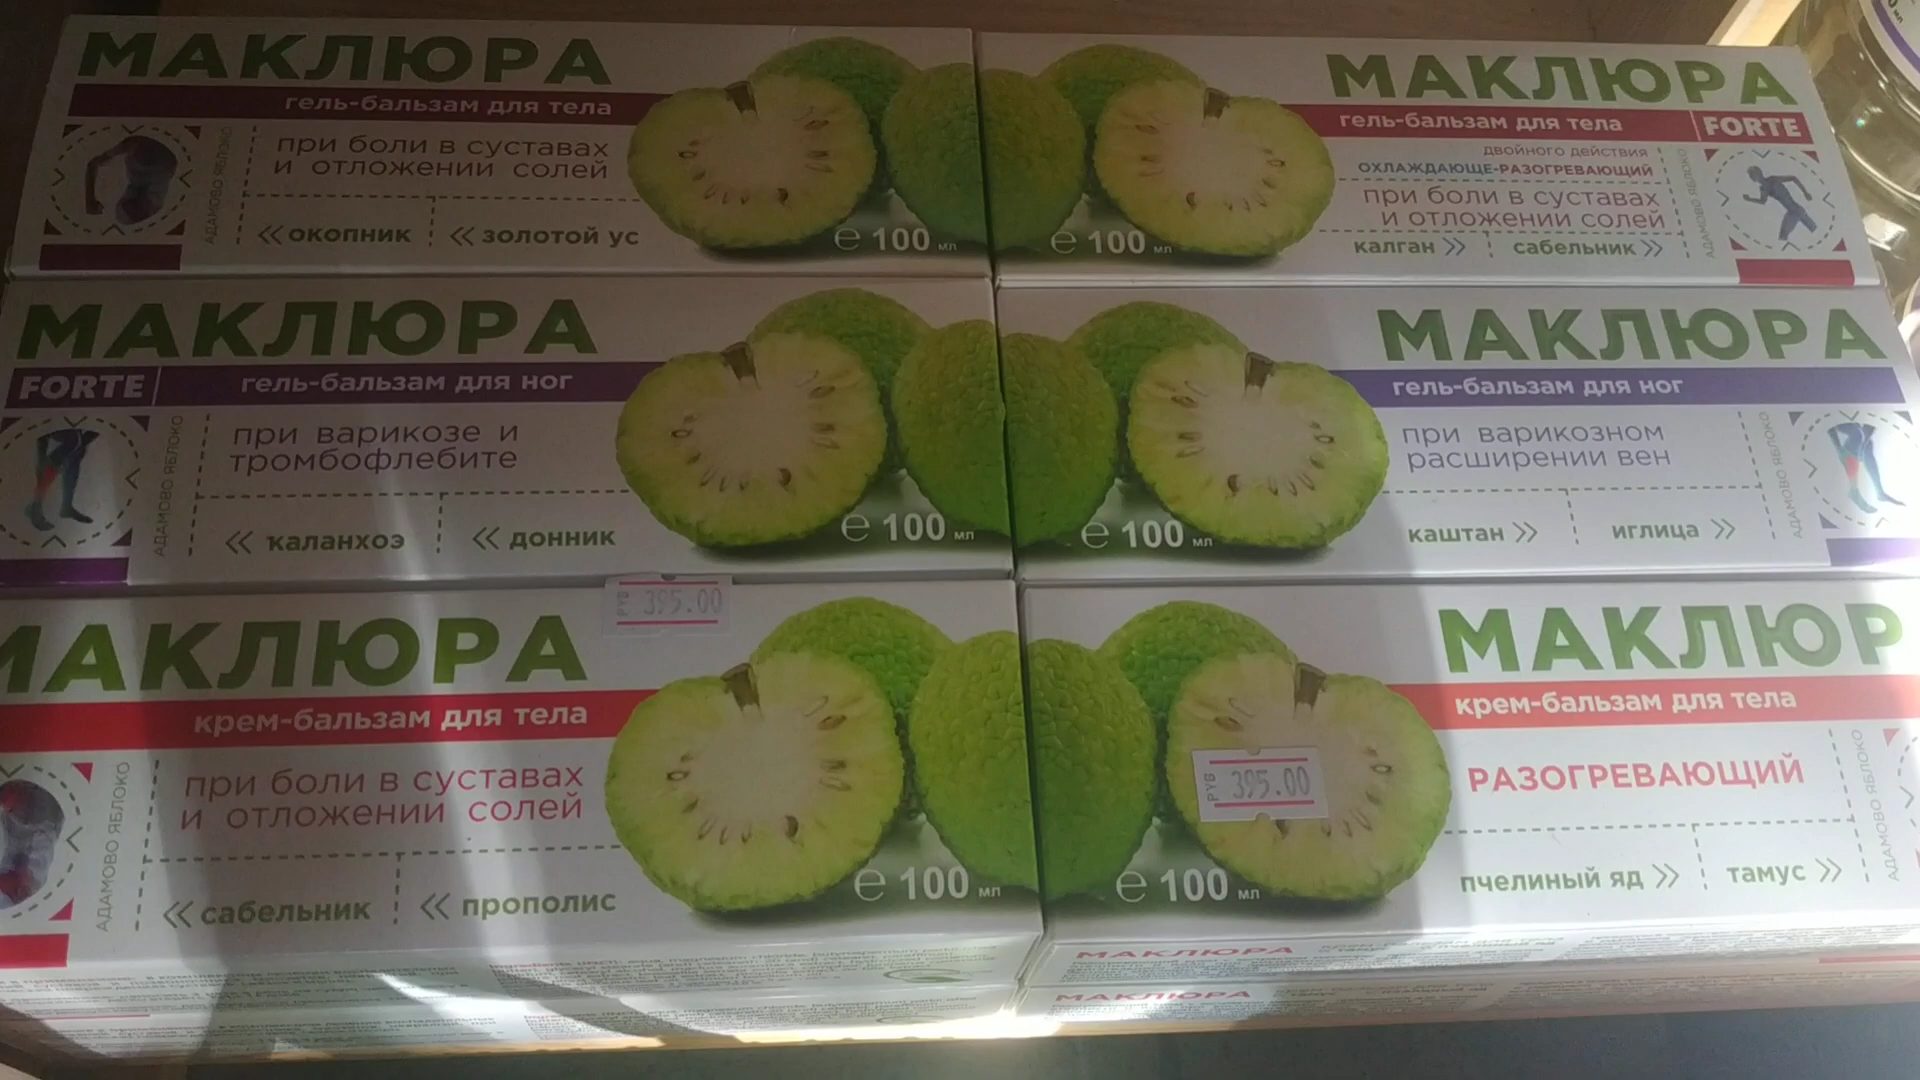 МАКЛЮРА
гель-бальзам для тела
АДАМОВО ЯБЛОКО
при боли в суставах
и отложении солей
« окопник « золотой ус
e 100 мл
МАКЛЮРА
гель-бальзам для тела FORTE
двойного действия
ОХЛАЖДАЮЩЕ-РАЗОГРЕВАЮЩИЙ
при боли в суставах
и отложении солей
калган » сабельник »
АДАМОВО ЯБЛОКО
e 100 мл
МАКЛЮРА
FORTE гель-бальзам для ног
АДАМОВО ЯБЛОКО
при варикозе и
тромбофлебите
« каланхоэ « донник
e 100 мл
МАКЛЮРА
гель-бальзам для ног
при варикозном
расширении вен
каштан » иглица »
АДАМОВО ЯБЛОКО
e 100 мл
РУБ 395.00
МАКЛЮРА
крем-бальзам для тела
АДАМОВО ЯБЛОКО
при боли в суставах
и отложении солей
« сабельник « прополис
e 100 мл
МАКЛЮР
крем-бальзам для тела
РУБ 395.00
РАЗОГРЕВАЮЩИЙ
пчелиный яд » тамус »
АДАМОВО ЯБЛОКО
e 100 мл
МАКЛЮРА
МАКЛЮРА